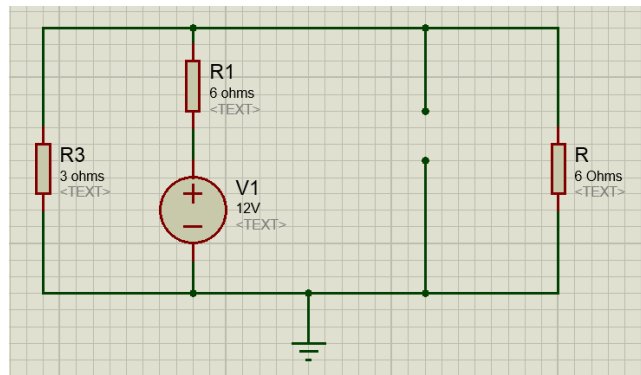 R1
6 ohms
<TEXT>
R3
3 ohms
<TEXT>
V1
12V
<TEXT>
R
6 Ohms
<TEXT>